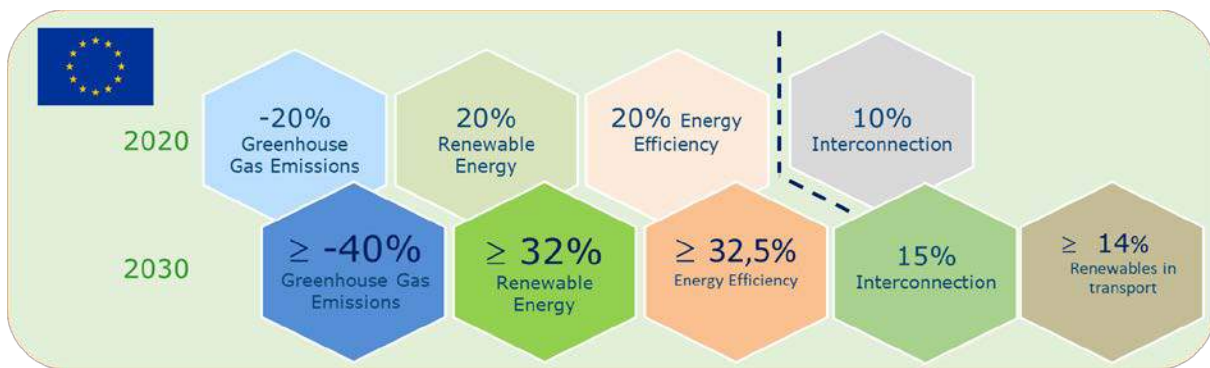 2020
-20%
Greenhouse
Gas Emissions
20%
Renewable
Energy
20% Energy
Efficiency
10%
Interconnection
2030
≥ -40%
Greenhouse Gas
Emissions
≥ 32%
Renewable
Energy
≥ 32,5%
Energy Efficiency
15%
Interconnection
≥ 14%
Renewables in
transport